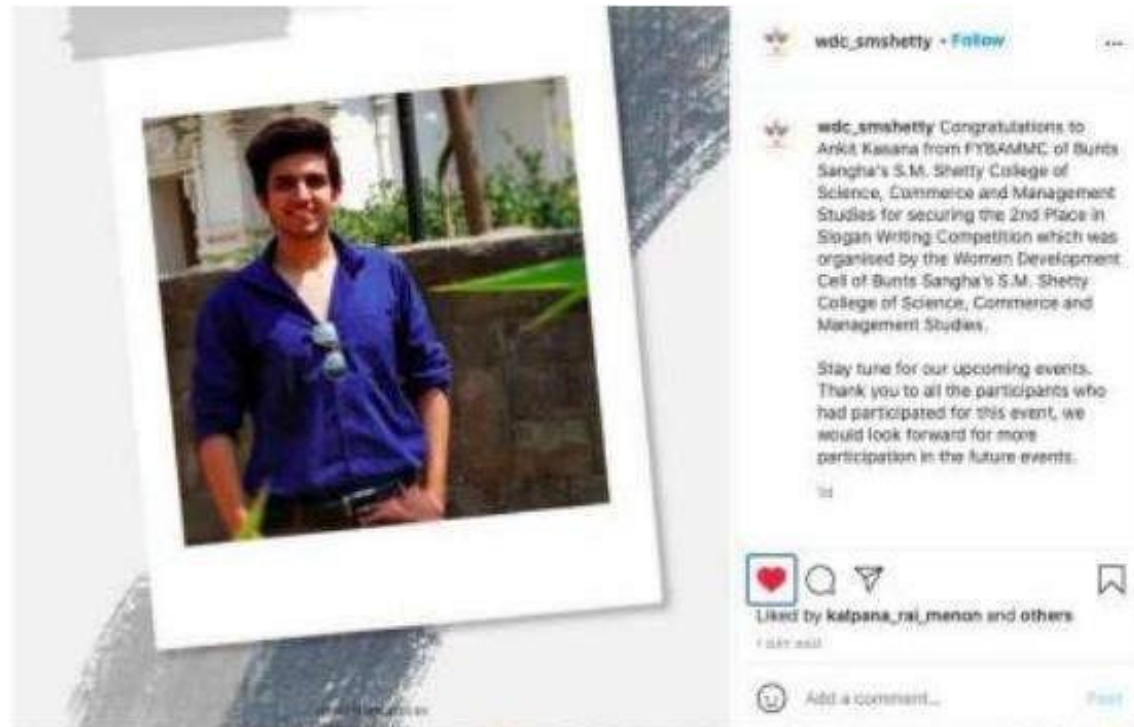 wdc_smshetty • Follow
wdc_smshetty Congratulations to
Ankit Kasana from FYBAMMC of Bunts
Sangha's S.M. Shetty College of
Science, Commerce and Management
Studies for securing the 2nd Place in
Slogan Writing Competition which was
organised by the Women Development
Cell of Bunts Sangha's S.M. Shetty
College of Science, Commerce and
Management Studies.
Stay tune for our upcoming events.
Thank you to all the participants who
had participated for this event, we
would look forward for more
participation in the future events.
1d
Liked by kalpana_rai_menon and others
1 DAY AGO
Add a comment...
Post